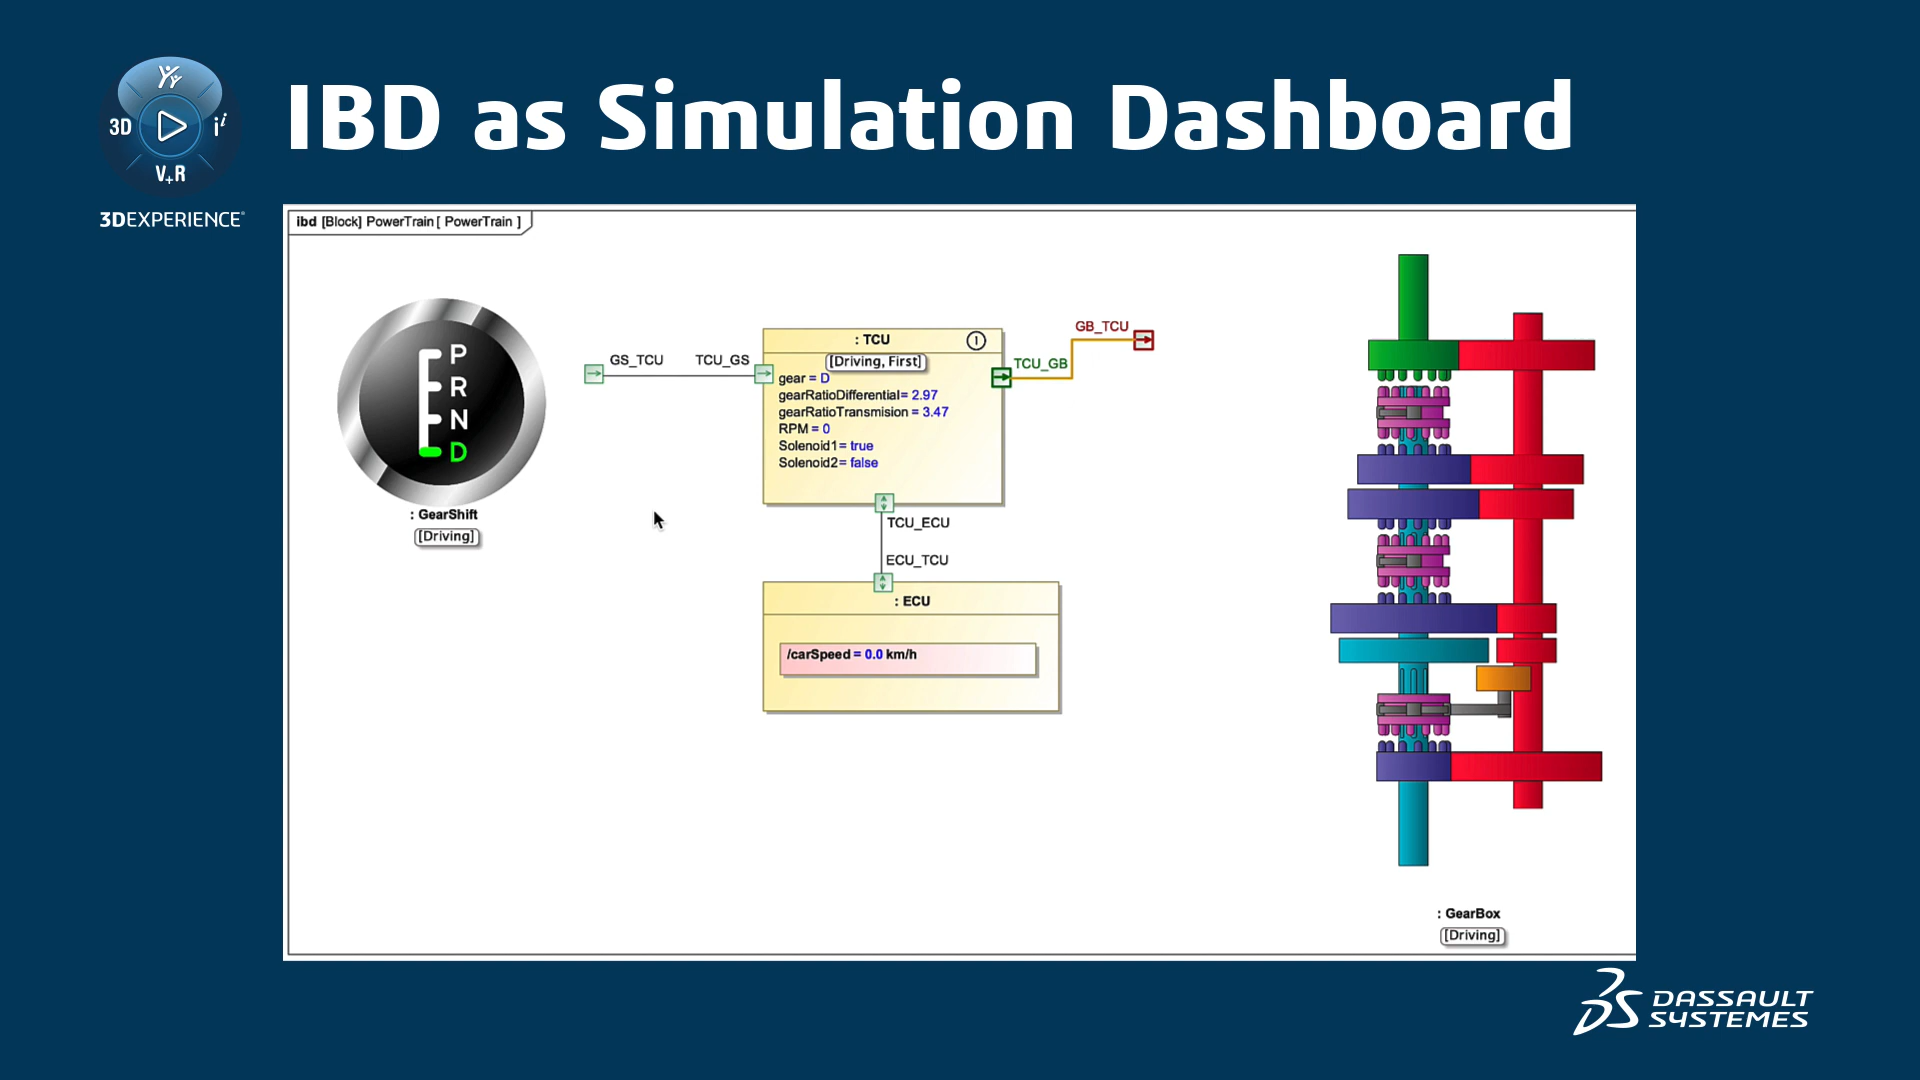 IBD as Simulation Dashboard
3D
V+R
3DEXPERIENCE
ibd [Block] PowerTrain [ PowerTrain ]
P
R
N
D
: GearShift
[Driving]
GS_TCU
TCU_GS
: TCU
[Driving, First]
gear = D
gearRatioDifferential= 2.97
gearRatioTransmision = 3.47
RPM = 0
Solenoid1= true
Solenoid2= false
TCU_GB
GB_TCU
TCU_ECU
ECU_TCU
: ECU
/carSpeed = 0.0 km/h
: GearBox
[Driving]
DASSAULT
SYSTEMES